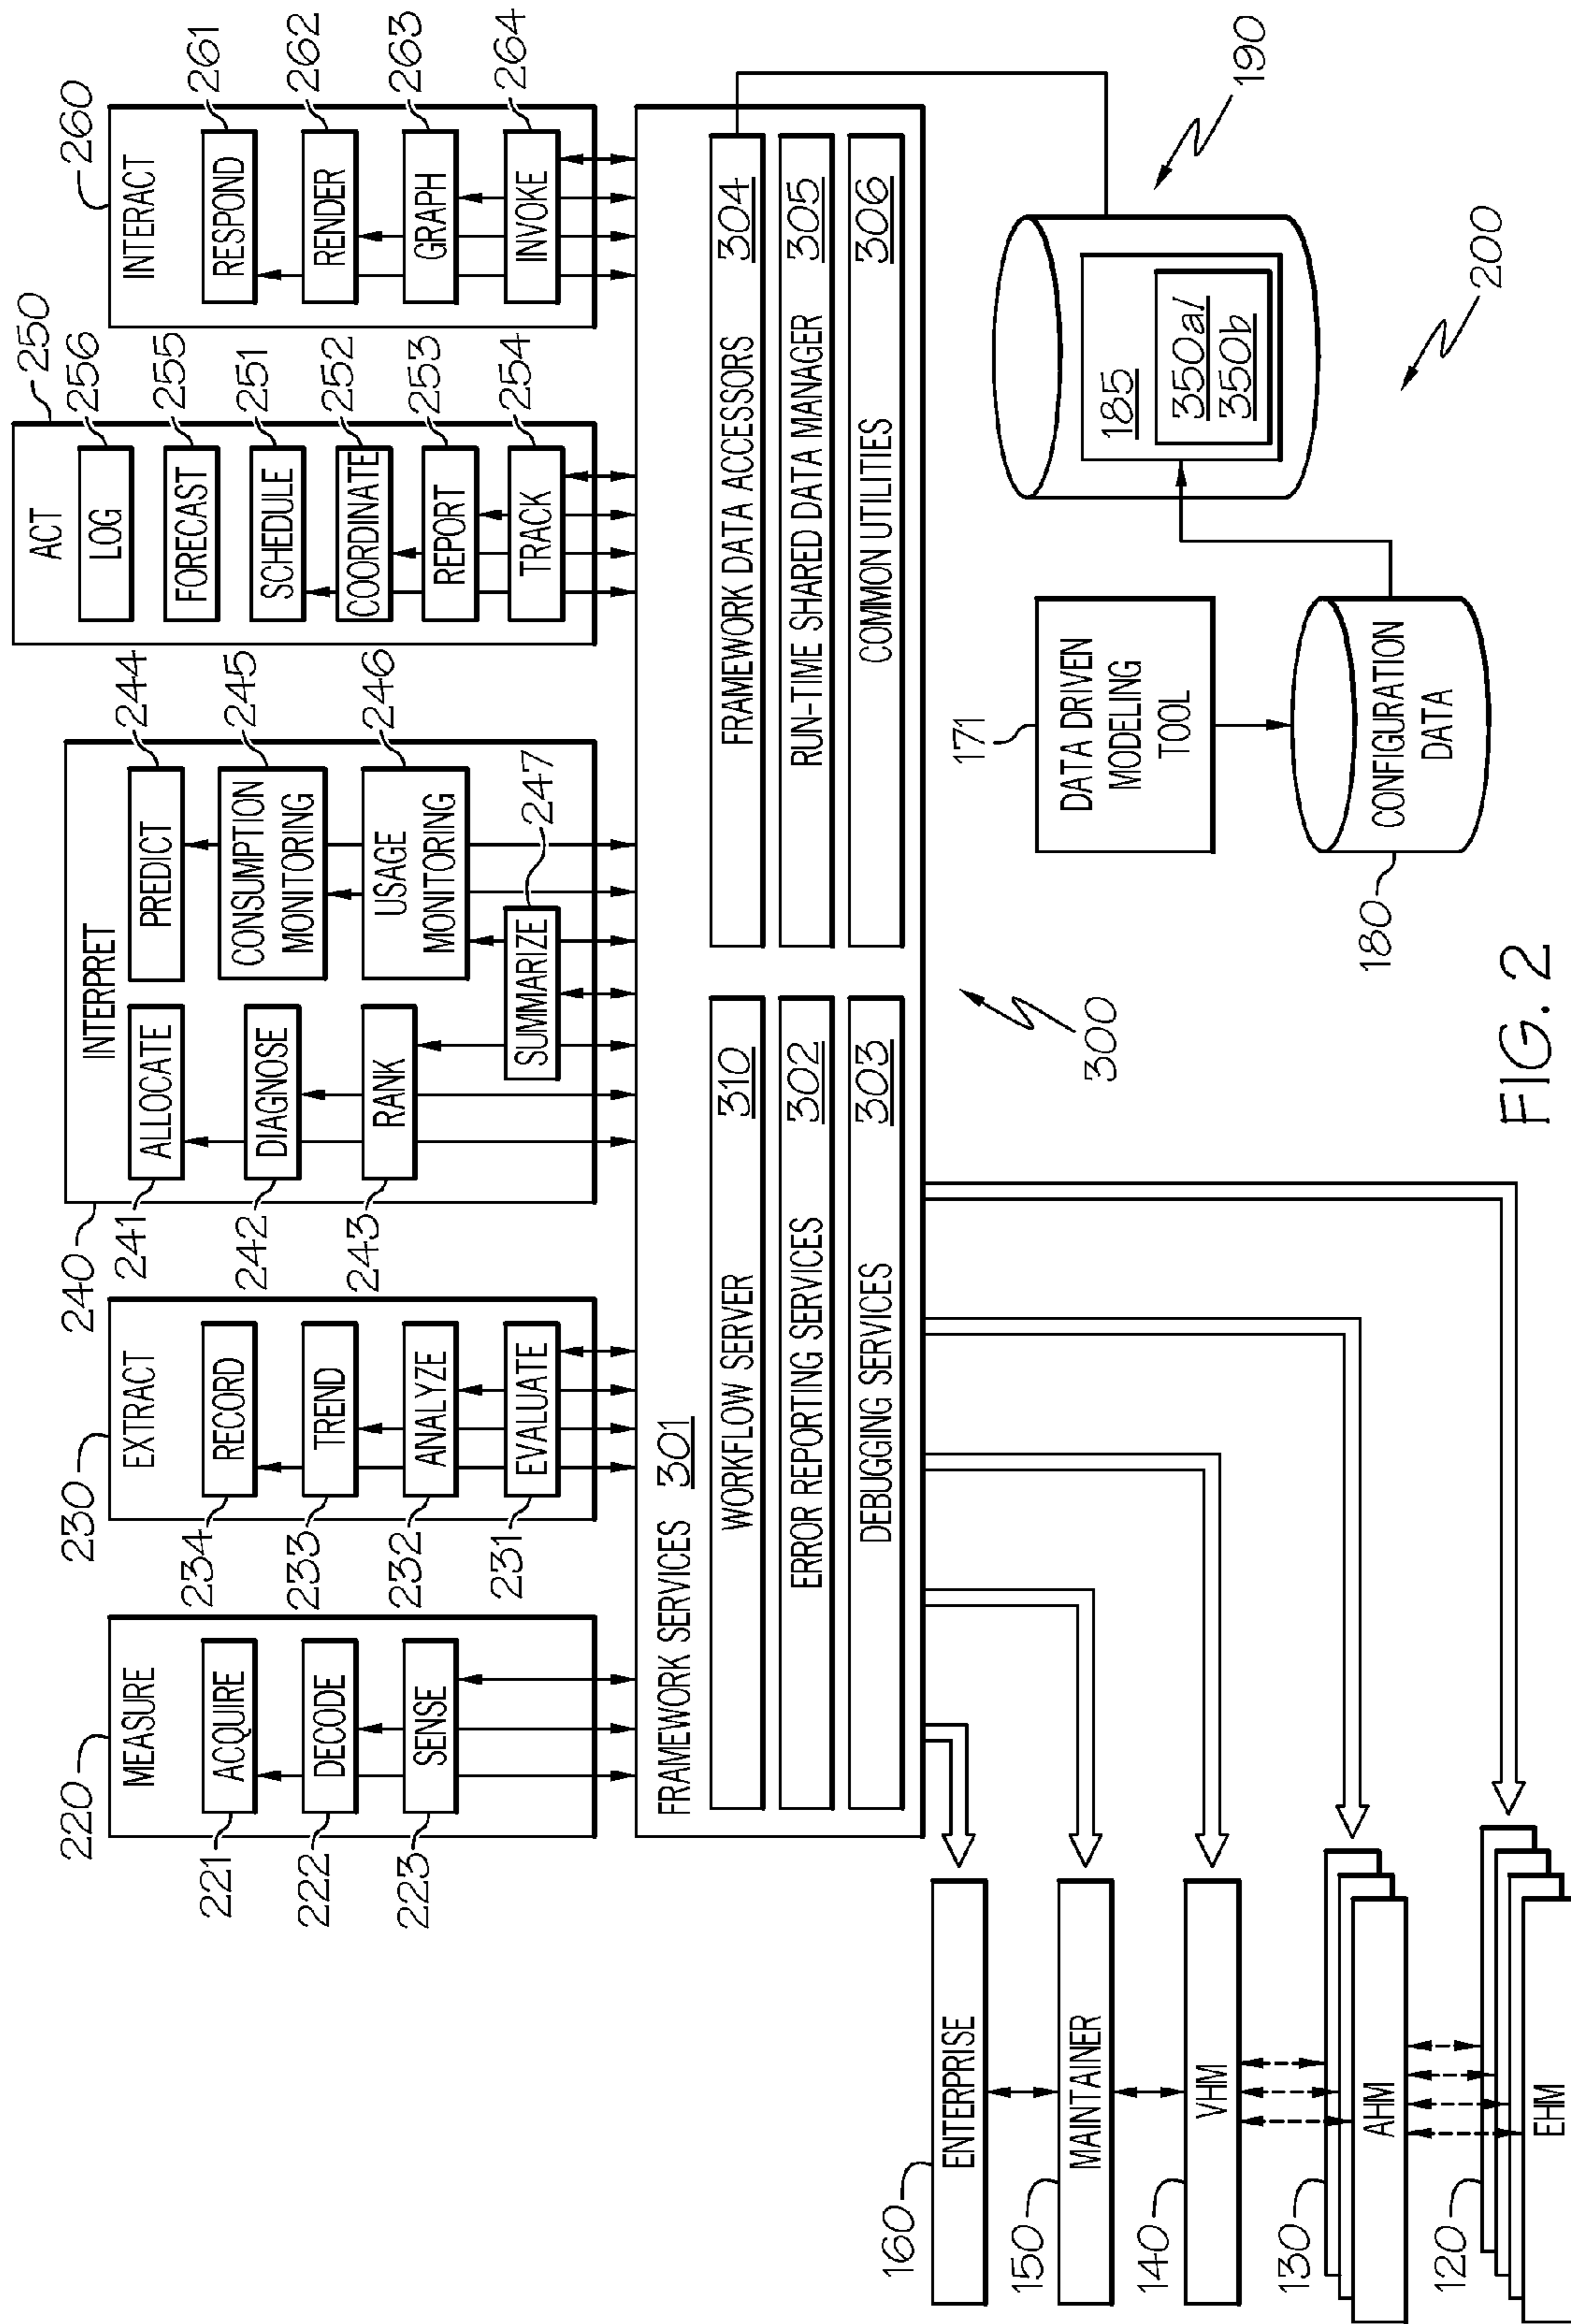 220
MEASURE
221
ACQUIRE
222
DECODE
223
SENSE
230
EXTRACT
234
RECORD
233
TREND
232
ANALYZE
231
EVALUATE
240
INTERPRET
241
ALLOCATE
242
DIAGNOSE
243
RANK
PREDICT
244
CONSUMPTION
MONITORING
245
USAGE
MONITORING
246
SUMMARIZE
247
250
ACT
LOG
256
FORECAST
255
SCHEDULE
251
COORDINATE
252
REPORT
253
TRACK
254
260
INTERACT
RESPOND
261
RENDER
262
GRAPH
263
INVOKE
264
FRAMEWORK SERVICES 301
WORKFLOW SERVER 310
ERROR REPORTING SERVICES 302
DEBUGGING SERVICES 303
FRAMEWORK DATA ACCESSORS 304
RUN-TIME SHARED DATA MANAGER 305
COMMON UTILITIES 306
300
160
ENTERPRISE
150
MAINTAINER
140
VHM
130
AHM
120
EHM
171
DATA DRIVEN
MODELING
TOOL
180
CONFIGURATION
DATA
185
350a/
350b
190
200
FIG. 2